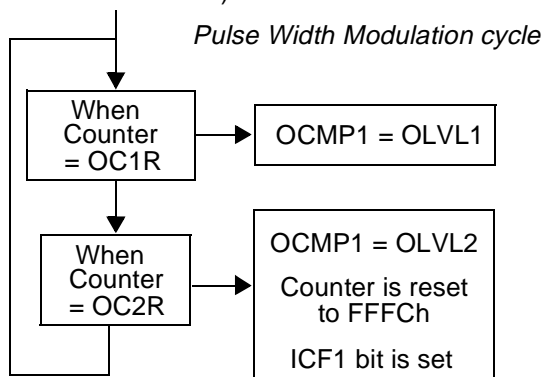 Pulse Width Modulation cycle
When
Counter
= OC1R
OCMP1 = OLVL1
When
Counter
= OC2R
OCMP1 = OLVL2
Counter is reset
to FFFCh
ICF1 bit is set